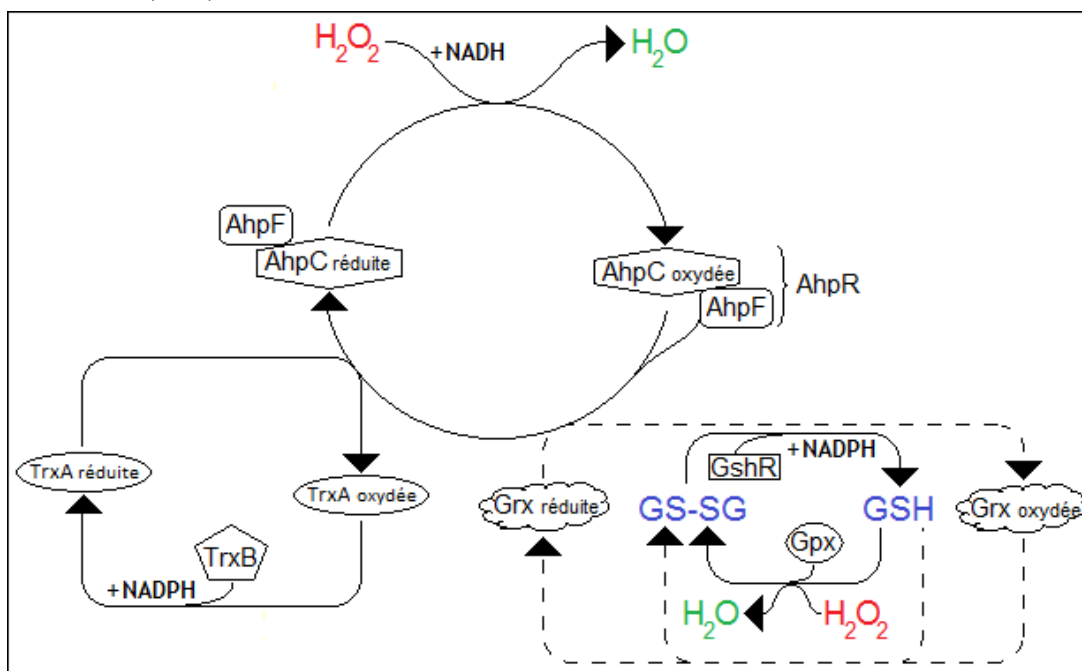 H2O2 +NADH H2O
AhpF
AhpC réduite
AhpC oxydée
AhpF
AhpR
TrxA réduite
TrxA oxydée
TrxB
+NADPH
+NADPH
GshR
Grx réduite
GS-SG
GSH
Grx oxydée
Gpx
H2O H2O2